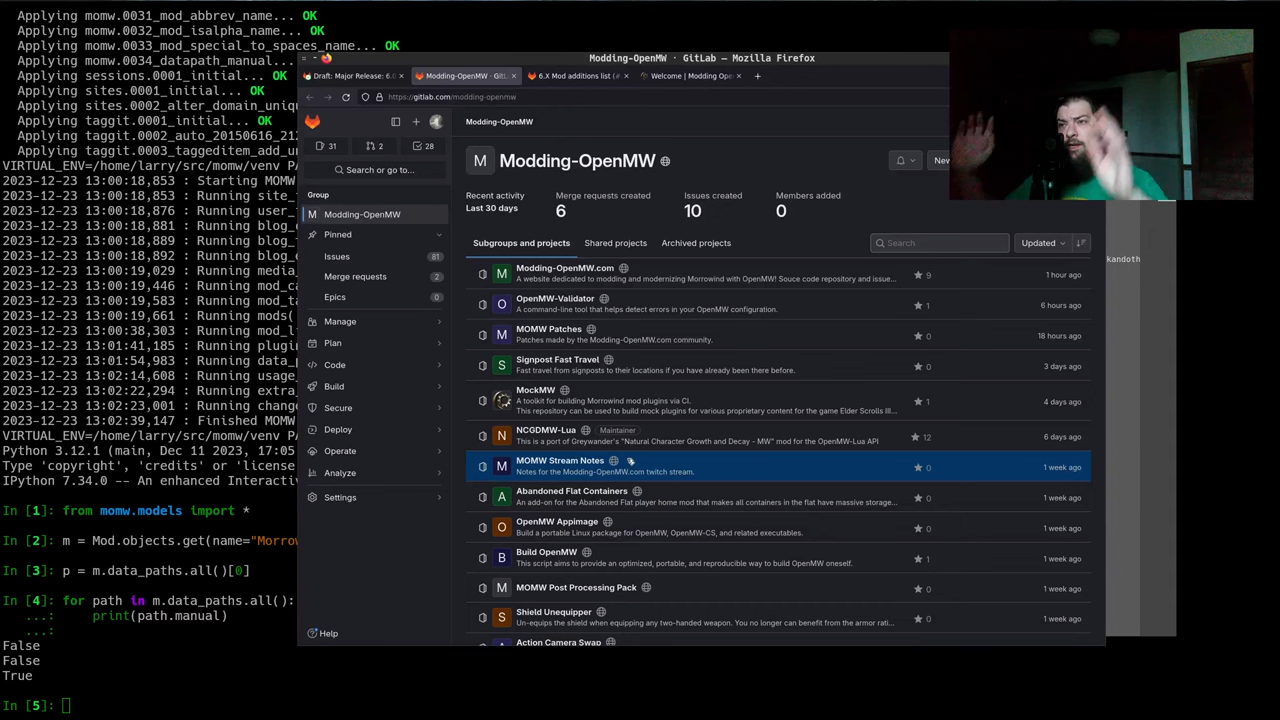 Applying momw.0031_mod_abbrev_name... OK
Applying momw.0032_mod_isalpha_name... OK
Applying momw.0033_mod_special_to_spaces_name... OK
Applying momw.0034_datapath_manual...
Applying sessions.0001_initial... OK
Applying sites.0001_initial... OK
Applying sites.0002_alter_domain_uniqu
Applying taggit.0001_initial... OK
Applying taggit.0002_auto_20150616_212
Applying taggit.0003_taggeditem_add_un
VIRTUAL_ENV=/home/larry/src/momw/venv PA
2023-12-23 13:00:18,853 : Starting MOMW
2023-12-23 13:00:18,853 : Running site_
2023-12-23 13:00:18,876 : Running user_
2023-12-23 13:00:18,881 : Running blog_
2023-12-23 13:00:18,889 : Running blog_
2023-12-23 13:00:18,892 : Running blog_e
2023-12-23 13:00:19,029 : Running media_
2023-12-23 13:00:19,446 : Running mod_ca
2023-12-23 13:00:19,580 : Running mod_ta
2023-12-23 13:00:19,661 : Running mods(
2023-12-23 13:00:38,303 : Running mod_li
2023-12-23 13:01:41,185 : Running plugin
2023-12-23 13:01:54,983 : Running data_p
2023-12-23 13:02:14,608 : Running usage_
2023-12-23 13:02:22,294 : Running extra_
2023-12-23 13:02:23,001 : Running change
2023-12-23 13:02:39,147 : Finished MOMW
VIRTUAL_ENV=/home/larry/src/momw/venv PA
Python 3.12.1 (main, Dec 11 2023, 17:05
Type 'copyright', 'credits' or 'license
IPython 7.34.0 -- An enhanced Interactiv
In [1]: from momw.models import *
In [2]: m = Mod.objects.get(name="Morrow
In [3]: p = m.data_paths.all()[0]
In [4]: for path in m.data_paths.all():
...: print(path.manual)
...:
False
False
True
In [5]:
Modding-OpenMW · GitLab — Mozilla Firefox
Draft: Major Release: 6.0
Modding-OpenMW · GitL
6.X Mod additions list (#
Welcome | Modding Ope
https://gitlab.com/modding-openmw
31
2
28
Search or go to...
Group
M Modding-OpenMW
Pinned
Issues 81
Merge requests 2
Epics 0
Manage
Plan
Code
Build
Secure
Deploy
Operate
Monitor
Analyze
Settings
Help
Modding-OpenMW
M Modding-OpenMW
New
Recent activity
Last 30 days
Merge requests created
6
Issues created
10
Members added
0
Subgroups and projects
Shared projects
Archived projects
Search
Updated
M Modding-OpenMW.com 9 1 hour ago
A website dedicated to modding and modernizing Morrowind with OpenMW! Souce code repository and issue...
O OpenMW-Validator 1 6 hours ago
A command-line tool that helps detect errors in your OpenMW configuration.
M MOMW Patches 0 18 hours ago
Patches made by the Modding-OpenMW.com community.
S Signpost Fast Travel 0 3 days ago
Fast travel from signposts to their locations if you have already been there before.
MockMW 1 4 days ago
A toolkit for building Morrowind mod plugins via CI.
This repository can be used to build mock plugins for various proprietary content for the game Elder Scrolls III...
N NCGDMW-Lua Maintainer 12 6 days ago
This is a port of Greywander's "Natural Character Growth and Decay - MW" mod for the OpenMW-Lua API
M MOMW Stream Notes 0 1 week ago
Notes for the Modding-OpenMW.com twitch stream.
A Abandoned Flat Containers 0 1 week ago
An add-on for the Abandoned Flat player home mod that makes all containers in the flat have massive storage...
O OpenMW Appimage 0 1 week ago
Build a portable Linux package for OpenMW, OpenMW-CS, and related executables.
B Build OpenMW 1 1 week ago
This script aims to provide an optimized, portable, and reproducible way to build OpenMW oneself.
M MOMW Post Processing Pack 0 1 week ago
S Shield Unequipper 0 1 week ago
Un-equips the shield when equipping any two-handed weapon. You no longer can benefit from the armor rati...
Action Camera Swap
kandoth